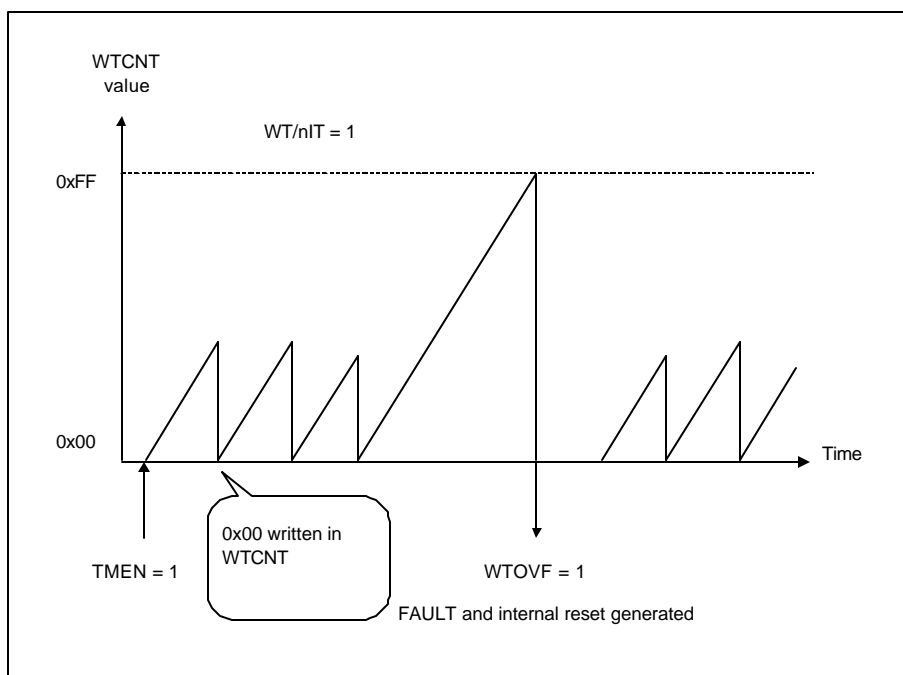 WTCNT
value
WT/nIT = 1
0xFF
0x00
Time
0x00 written in
WTCNT
TMEN = 1
WTOVF = 1
FAULT and internal reset generated